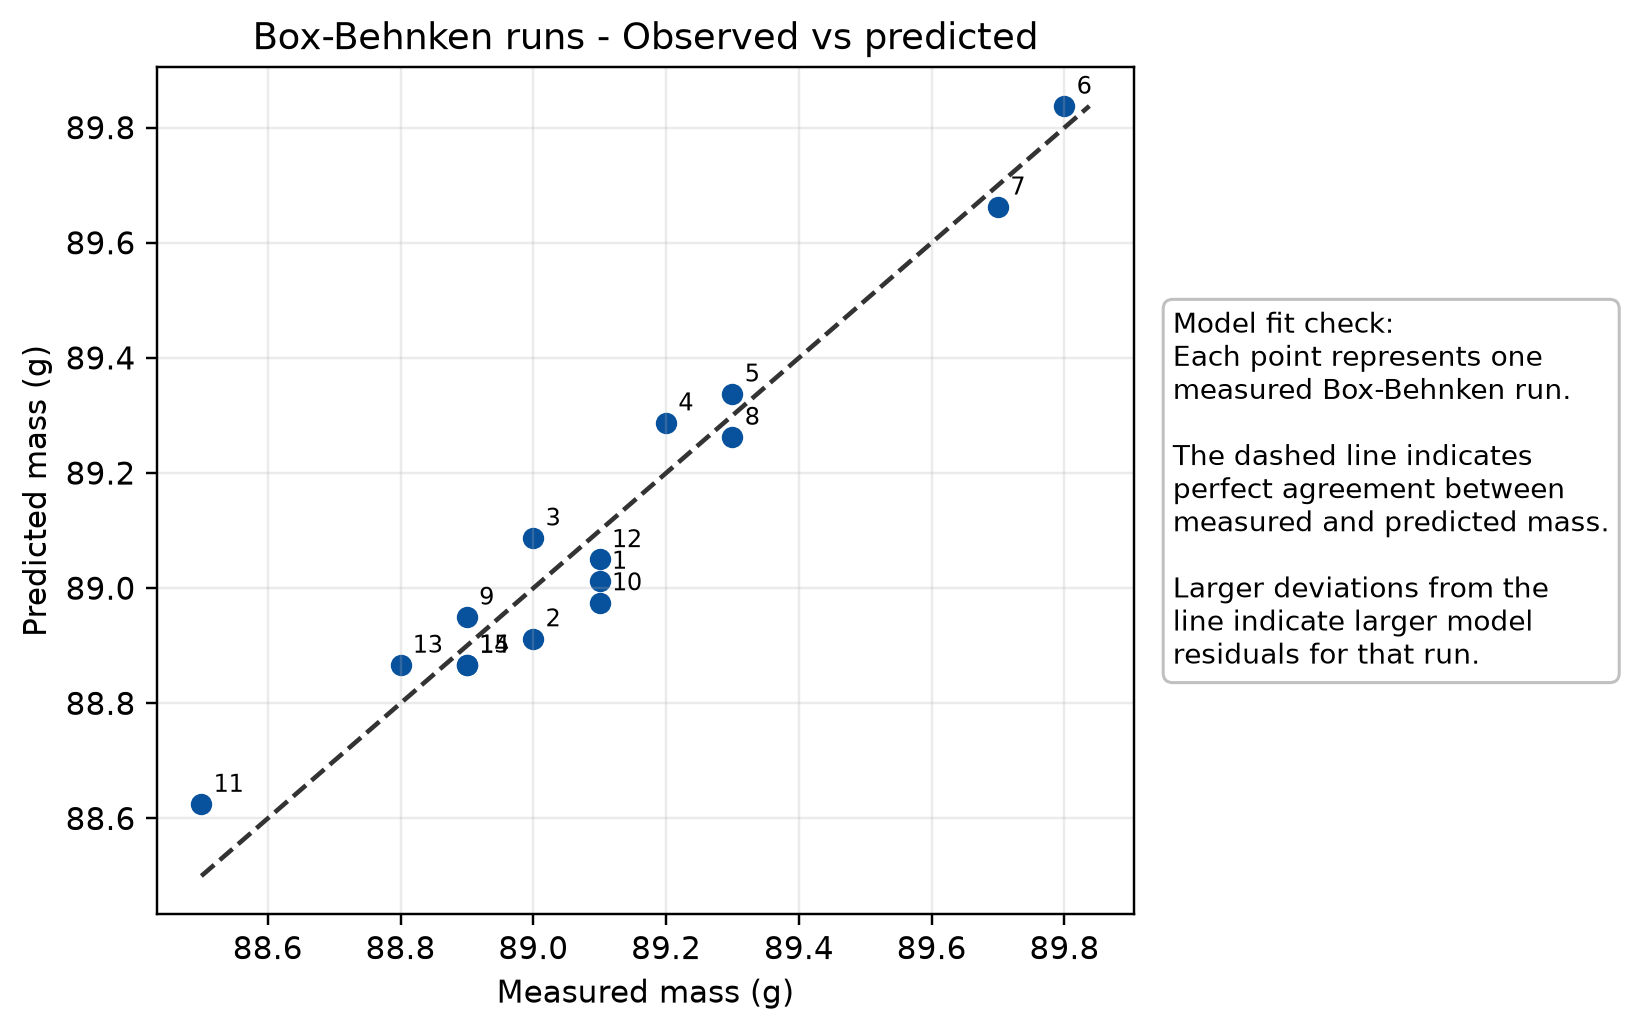 Box-Behnken runs - Observed vs predicted
Predicted mass (g)
89.8
89.6
89.4
89.2
89.0
88.8
88.6
6
7
5
8
4
3
12
1
10
9
2
13
11
88.6 88.8 89.0 89.2 89.4 89.6 89.8
Measured mass (g)
Model fit check:
Each point represents one
measured Box-Behnken run.
The dashed line indicates
perfect agreement between
measured and predicted mass.
Larger deviations from the
line indicate larger model
residuals for that run.